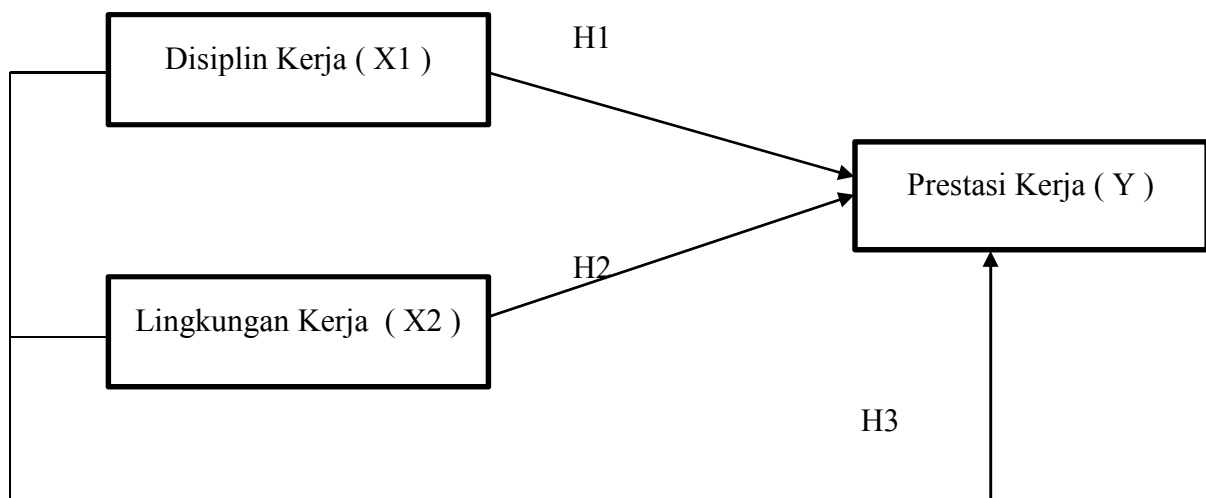 H1
Disiplin Kerja ( X1 )
Prestasi Kerja ( Y )
H2
Lingkungan Kerja  ( X2 )
H3